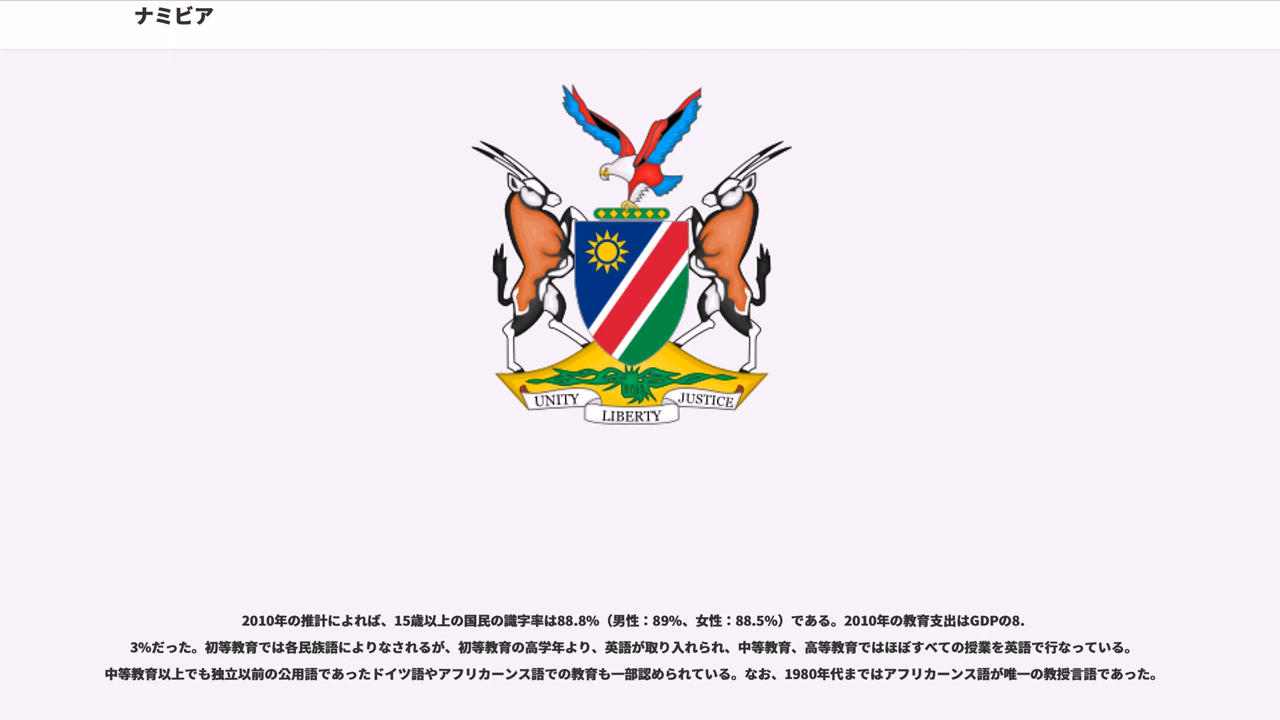 ナミビア
UNITY
LIBERTY
JUSTICE
2010年の推計によれば、15歳以上の国民の識字率は88.8%（男性：89%、女性：88.5%）である。2010年の教育支出はGDPの8.
3%だった。初等教育では各民族語によりなされるが、初等教育の高学年より、英語が取り入れられ、中等教育、高等教育ではほぼすべての授業を英語で行なっている。
中等教育以上でも独立以前の公用語であったドイツ語やアフリカーンス語での教育も一部認められている。なお、1980年代まではアフリカーンス語が唯一の教授言語であった。